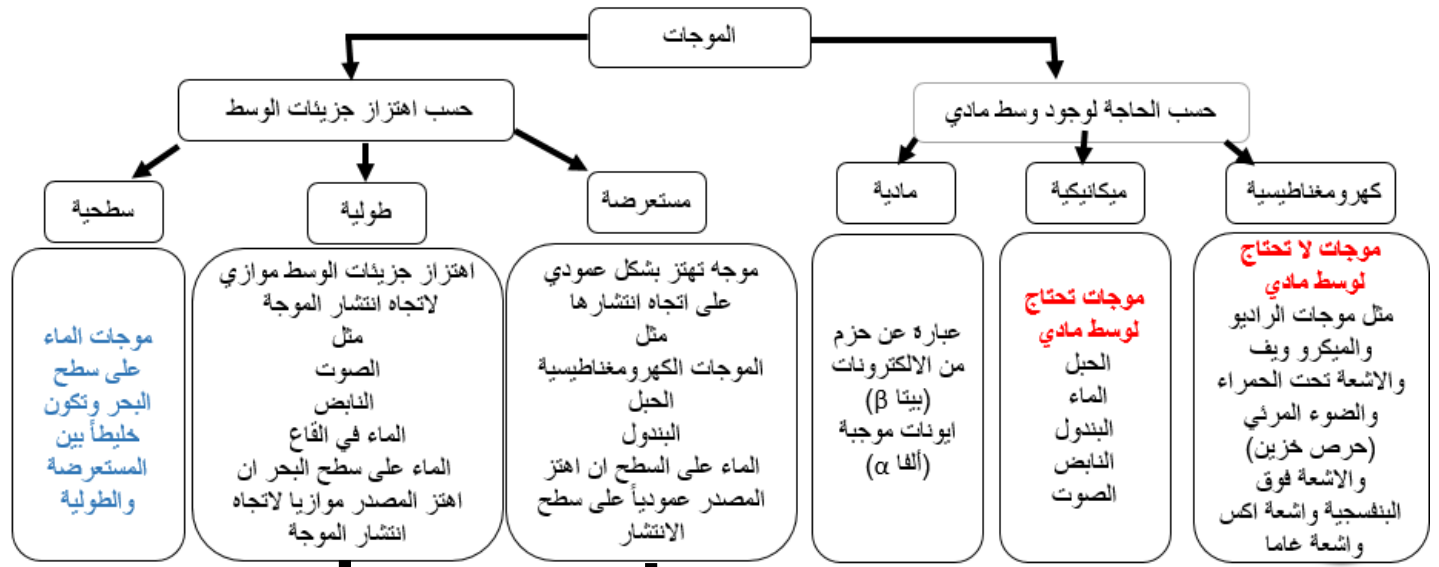 الموجات
حسب الحاجة لوجود وسط مادي
حسب اهتزاز جزيئات الوسط
كهرومغناطيسية
ميكانيكية
مادية
مستعرضة
طولية
سطحية
موجات لا تحتاج
لوسط مادي
مثل موجات الراديو
والميكرو ويف
والاشعة تحت الحمراء
والضوء المرئي
(حرص خزين)
والاشعة فوق
البنفسجية واشعة اكس
واشعة غاما
موجات تحتاج
لوسط مادي
الحبل
الماء
البندول
النابض
الصوت
عبارة عن حزم
من الالكترونات
(بيتا β)
ايونات موجبة
(ألفا α)
موجه تهتز بشكل عمودي
على اتجاه انتشارها
مثل
الموجات الكهرومغناطيسية
الحبل
البندول
الماء على السطح ان اهتز
المصدر عمودياً على سطح
الانتشار
اهتزاز جزيئات الوسط موازي
لاتجاه انتشار الموجة
مثل
الصوت
النابض
الماء في القاع
الماء على سطح البحر ان
اهتز المصدر موازيا لاتجاه
انتشار الموجة
موجات الماء
على سطح
البحر وتكون
خليطاً بين
المستعرضة
والطولية